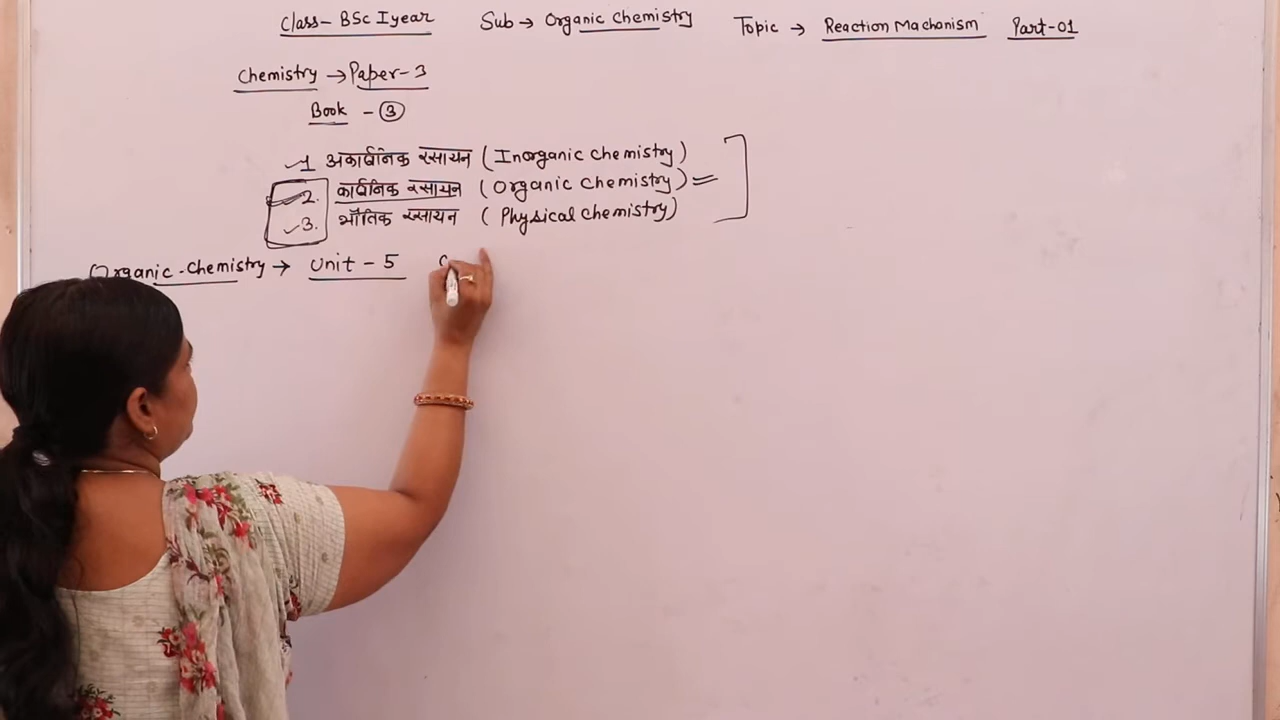 Class- BSc I year Sub → Organic Chemistry Topic → Reaction Machonism Part-01
Chemistry → Paper-3
Book - 3
1 अकार्बनिक रसायन (Inorganic Chemistry)
2. कार्बनिक रसायन (Organic Chemistry)
3. भौतिक रसायन (Physical Chemistry)
Organic-Chemistry → Unit - 5